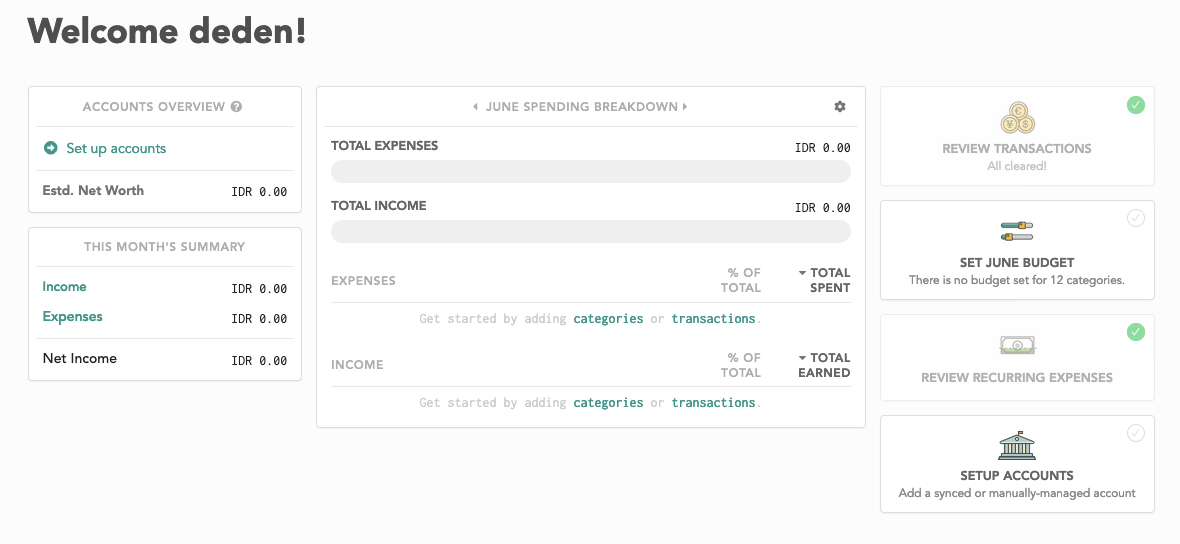 Welcome deden!
ACCOUNTS OVERVIEW ?
Set up accounts
Estd. Net Worth IDR 0.00
THIS MONTH'S SUMMARY
Income IDR 0.00
Expenses IDR 0.00
Net Income IDR 0.00
JUNE SPENDING BREAKDOWN
TOTAL EXPENSES IDR 0.00
TOTAL INCOME IDR 0.00
EXPENSES % OF TOTAL TOTAL SPENT
Get started by adding categories or transactions.
INCOME % OF TOTAL TOTAL EARNED
Get started by adding categories or transactions.
REVIEW TRANSACTIONS
All cleared!
SET JUNE BUDGET
There is no budget set for 12 categories.
REVIEW RECURRING EXPENSES
SETUP ACCOUNTS
Add a synced or manually-managed account